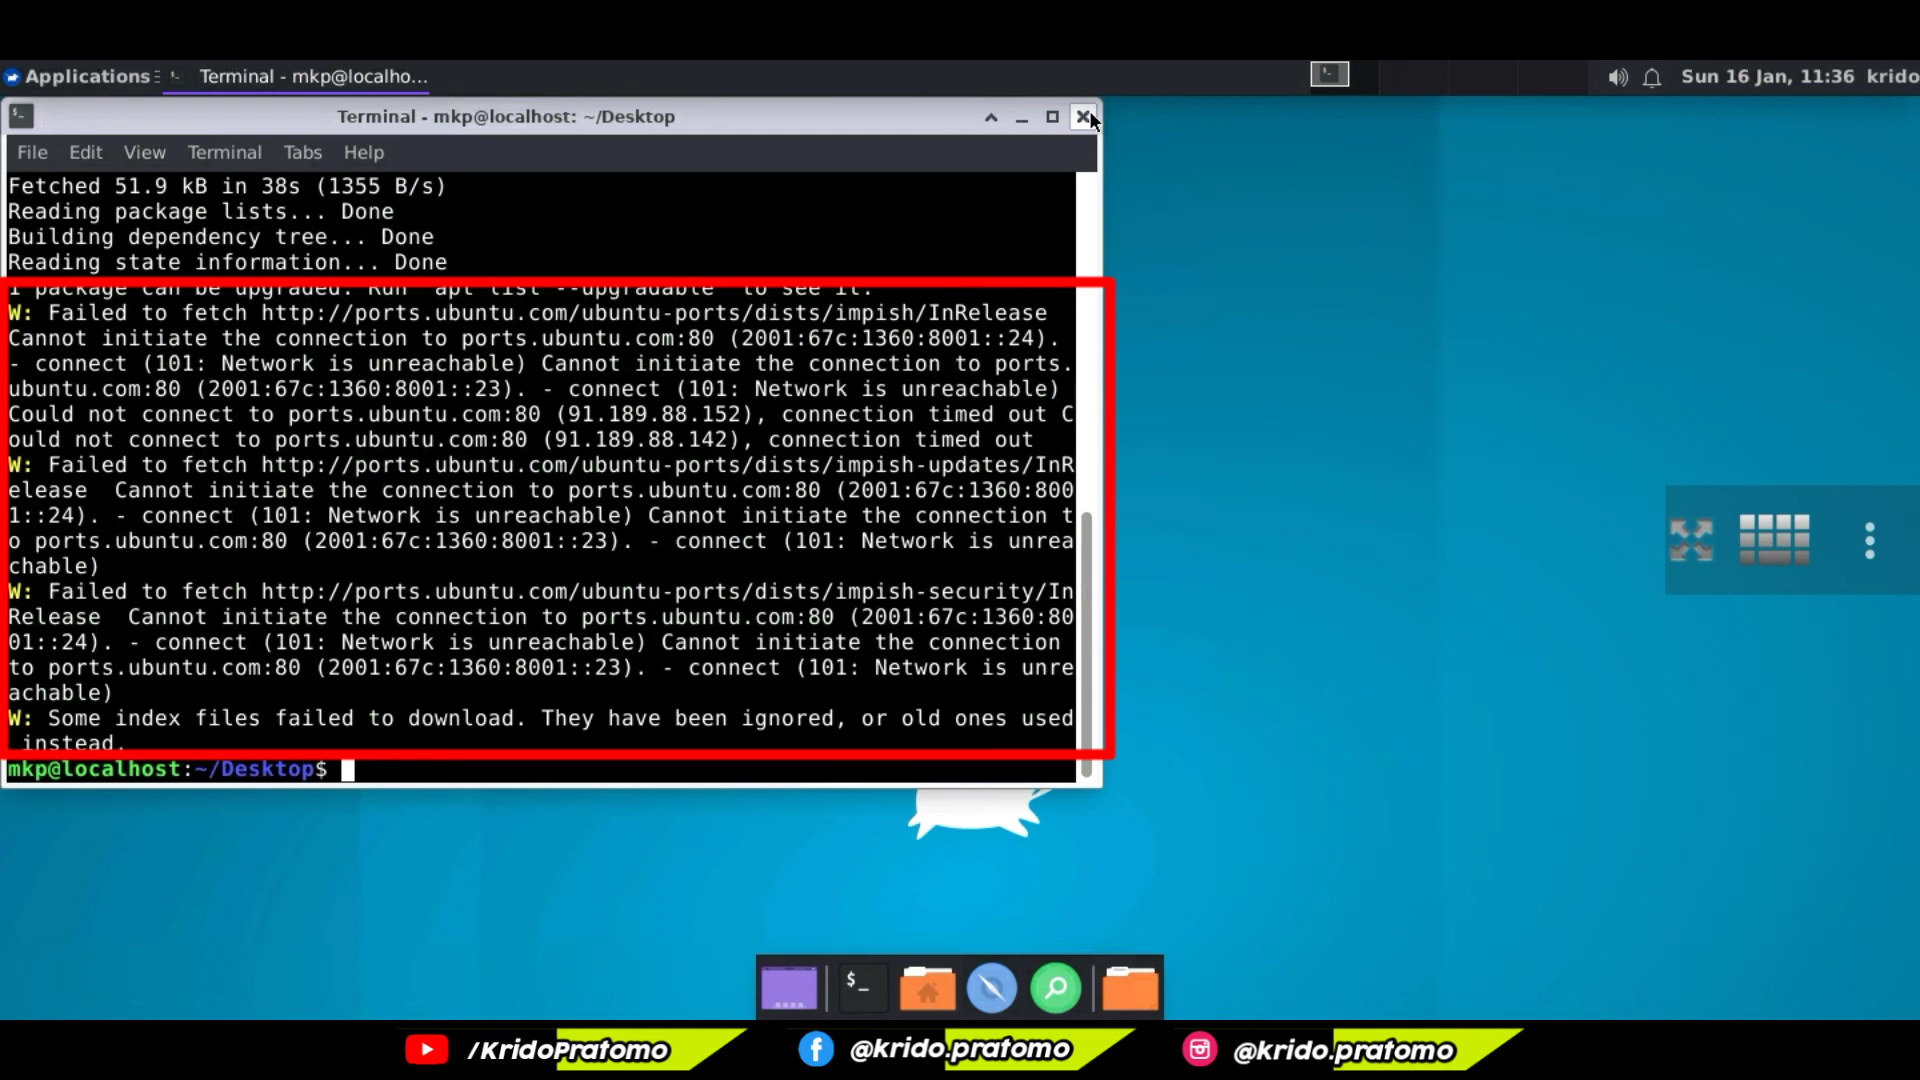 Applications
Terminal - mkp@localho...
Sun 16 Jan, 11:36 krido
Terminal - mkp@localhost: ~/Desktop
File Edit View Terminal Tabs Help
Fetched 51.9 kB in 38s (1355 B/s)
Reading package lists... Done
Building dependency tree... Done
Reading state information... Done
1 package can be upgraded. Run 'apt list --upgradable' to see it.
W: Failed to fetch http://ports.ubuntu.com/ubuntu-ports/dists/impish/InRelease
Cannot initiate the connection to ports.ubuntu.com:80 (2001:67c:1360:8001::24).
- connect (101: Network is unreachable) Cannot initiate the connection to ports.
ubuntu.com:80 (2001:67c:1360:8001::23). - connect (101: Network is unreachable)
Could not connect to ports.ubuntu.com:80 (91.189.88.152), connection timed out C
ould not connect to ports.ubuntu.com:80 (91.189.88.142), connection timed out
W: Failed to fetch http://ports.ubuntu.com/ubuntu-ports/dists/impish-updates/InR
elease  Cannot initiate the connection to ports.ubuntu.com:80 (2001:67c:1360:800
1::24). - connect (101: Network is unreachable) Cannot initiate the connection t
o ports.ubuntu.com:80 (2001:67c:1360:8001::23). - connect (101: Network is unrea
chable)
W: Failed to fetch http://ports.ubuntu.com/ubuntu-ports/dists/impish-security/In
Release  Cannot initiate the connection to ports.ubuntu.com:80 (2001:67c:1360:80
01::24). - connect (101: Network is unreachable) Cannot initiate the connection
to ports.ubuntu.com:80 (2001:67c:1360:8001::23). - connect (101: Network is unre
achable)
W: Some index files failed to download. They have been ignored, or old ones used
instead.
mkp@localhost:~/Desktop$
$_
/KridoPratomo
@krido.pratomo
@krido.pratomo